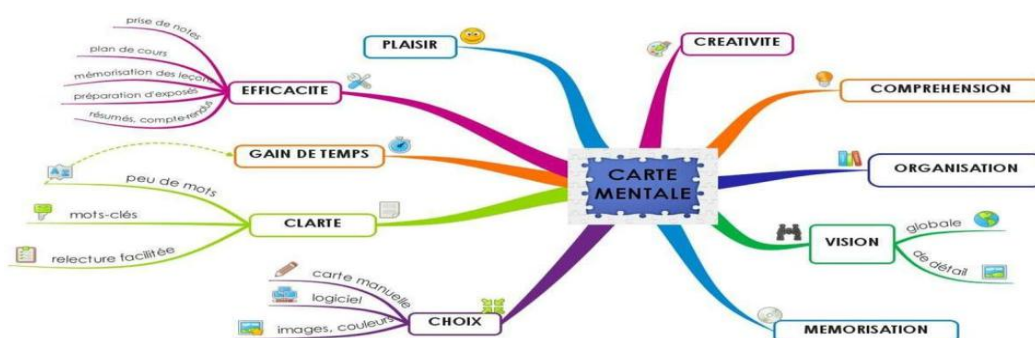 CARTE
MENTALE
PLAISIR
CREATIVITE
COMPREHENSION
ORGANISATION
VISION
globale
de détail
MEMORISATION
CHOIX
carte manuelle
logiciel
images, couleurs
CLARTE
peu de mots
mots-clés
relecture facilitée
GAIN DE TEMPS
EFFICACITE
prise de notes
plan de cours
mémorisation des leçons
préparation d'exposés
résumés, compte-rendus